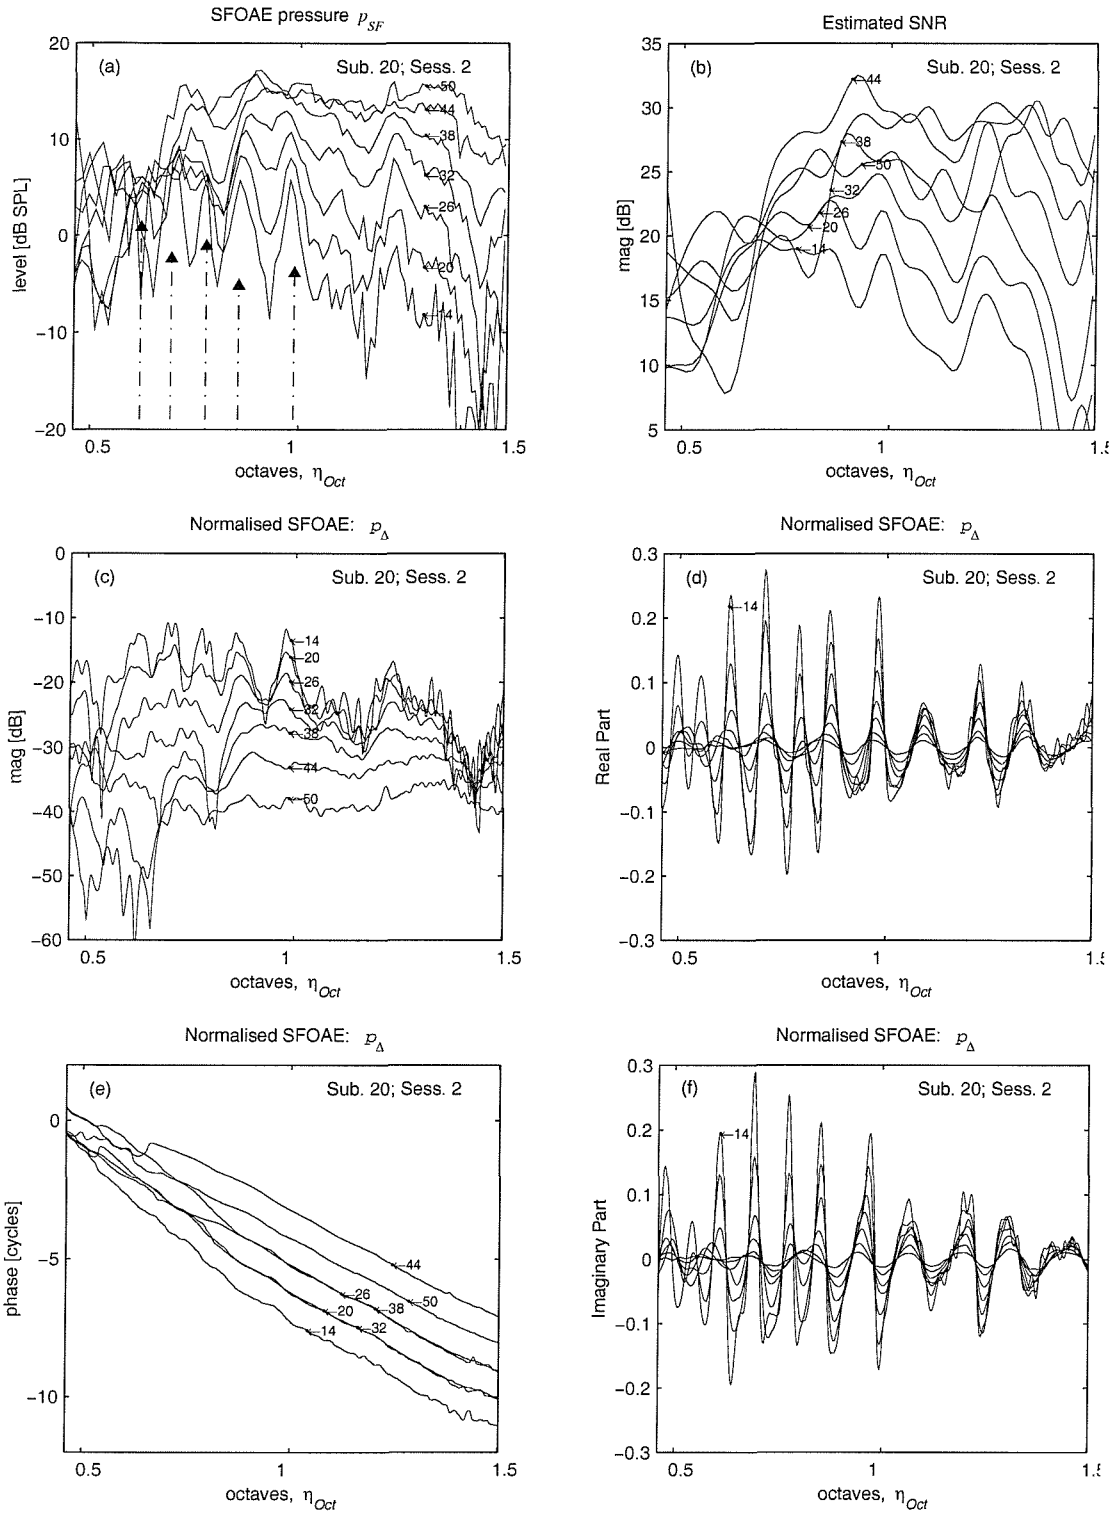 SFOAE pressure p_SF
(a)
Sub. 20; Sess. 2
20
10
0
−10
−20
level [dB SPL]
50
44
38
32
26
20
14
0.5
1
1.5
octaves, η_Oct
Estimated SNR
(b)
Sub. 20; Sess. 2
35
30
25
20
15
10
5
mag [dB]
44
38
50
32
26
20
14
0.5
1
1.5
octaves, η_Oct
Normalised SFOAE: p_Δ
(c)
Sub. 20; Sess. 2
0
−10
−20
−30
−40
−50
−60
mag [dB]
14
20
26
32
38
44
50
0.5
1
1.5
octaves, η_Oct
Normalised SFOAE: p_Δ
(d)
Sub. 20; Sess. 2
0.3
0.2
0.1
0
−0.1
−0.2
−0.3
Real Part
14
0.5
1
octaves, η_Oct
Normalised SFOAE: p_Δ
(e)
Sub. 20; Sess. 2
0
−5
−10
phase [cycles]
44
26
50
38
20
32
14
0.5
1
1.5
octaves, η_Oct
Normalised SFOAE: p_Δ
(f)
Sub. 20; Sess. 2
0.3
0.2
0.1
0
−0.1
−0.2
−0.3
Imaginary Part
14
0.5
1
octaves, η_Oct